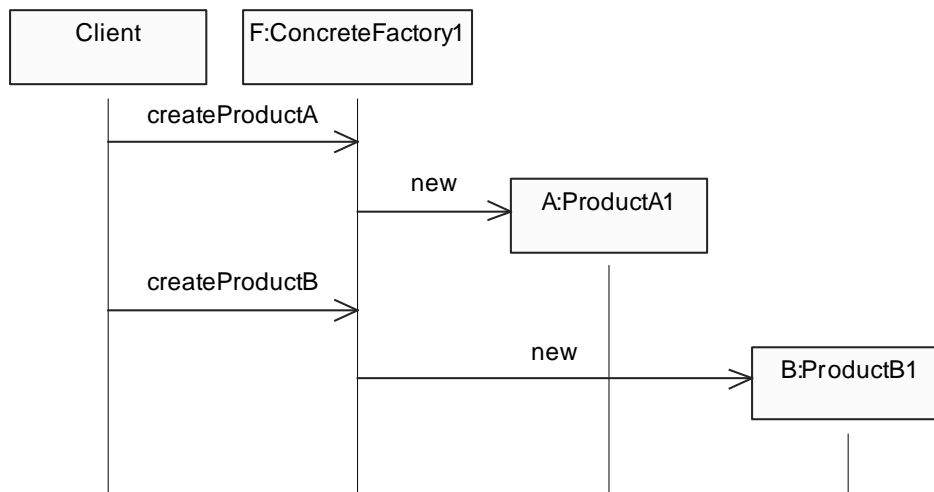 Client
F:ConcreteFactory1
createProductA
new
A:ProductA1
createProductB
new
B:ProductB1